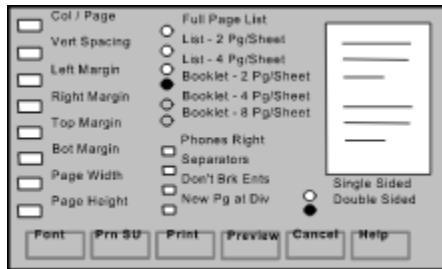 Col / Page
Vert Spacing
Left Margin
Right Margin
Top Margin
Bot Margin
Page Width
Page Height
Full Page List
List - 2 Pg/Sheet
List - 4 Pg/Sheet
Booklet - 2 Pg/Sheet
Booklet - 4 Pg/Sheet
Booklet - 8 Pg/Sheet
Phones Right
Separators
Don't Brk Ents
New Pg at Div
Single Sided
Double Sided
Font Prn SU Print Preview Cancel Help